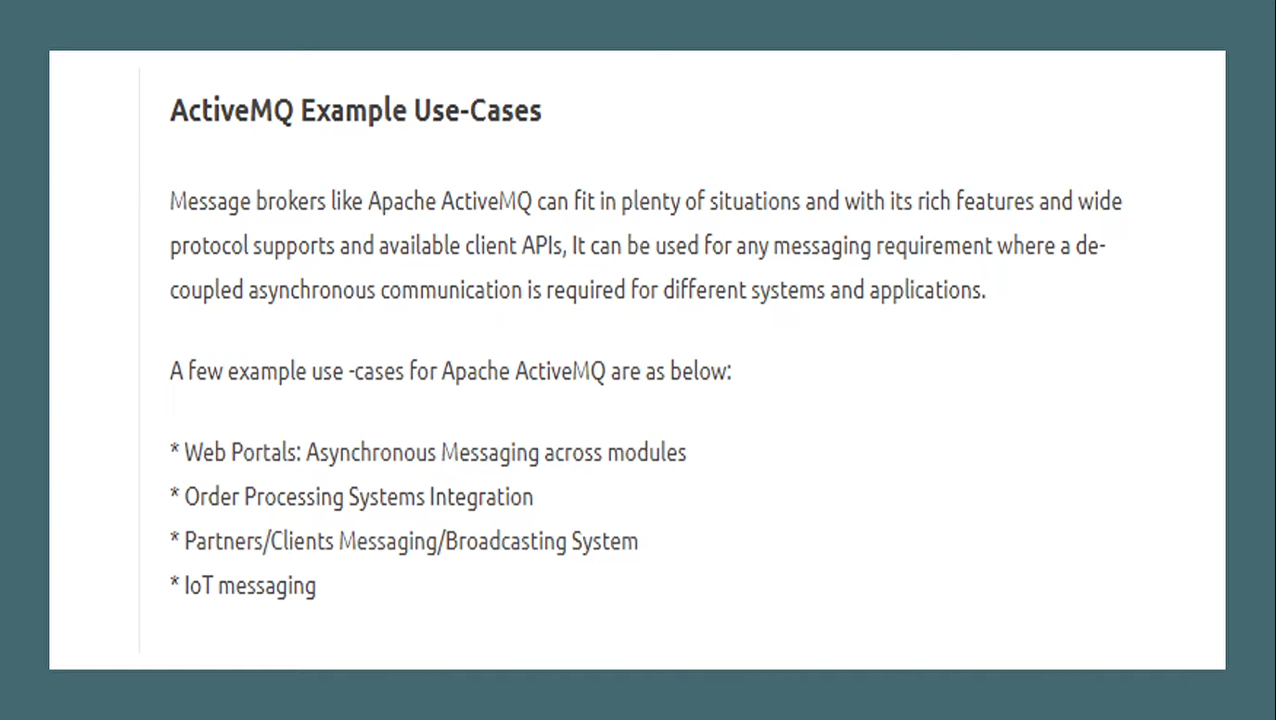 ActiveMQ Example Use-Cases
Message brokers like Apache ActiveMQ can fit in plenty of situations and with its rich features and wide
protocol supports and available client APIs, It can be used for any messaging requirement where a de-
coupled asynchronous communication is required for different systems and applications.
A few example use -cases for Apache ActiveMQ are as below:
* Web Portals: Asynchronous Messaging across modules
* Order Processing Systems Integration
* Partners/Clients Messaging/Broadcasting System
* IoT messaging